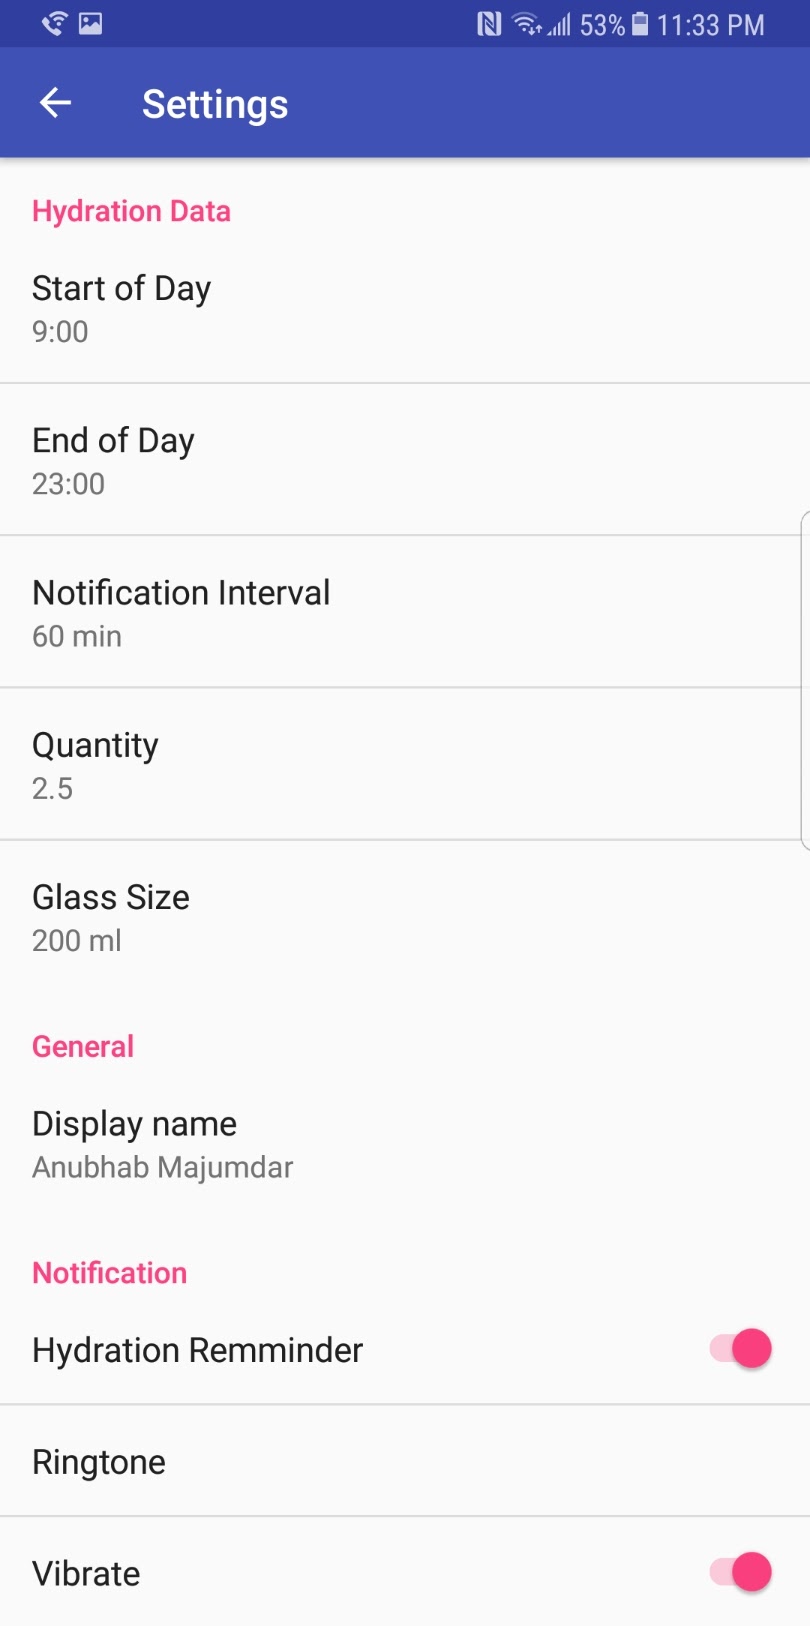 53% 11:33 PM
Settings
Hydration Data
Start of Day
9:00
End of Day
23:00
Notification Interval
60 min
Quantity
2.5
Glass Size
200 ml
General
Display name
Anubhab Majumdar
Notification
Hydration Remminder
Ringtone
Vibrate